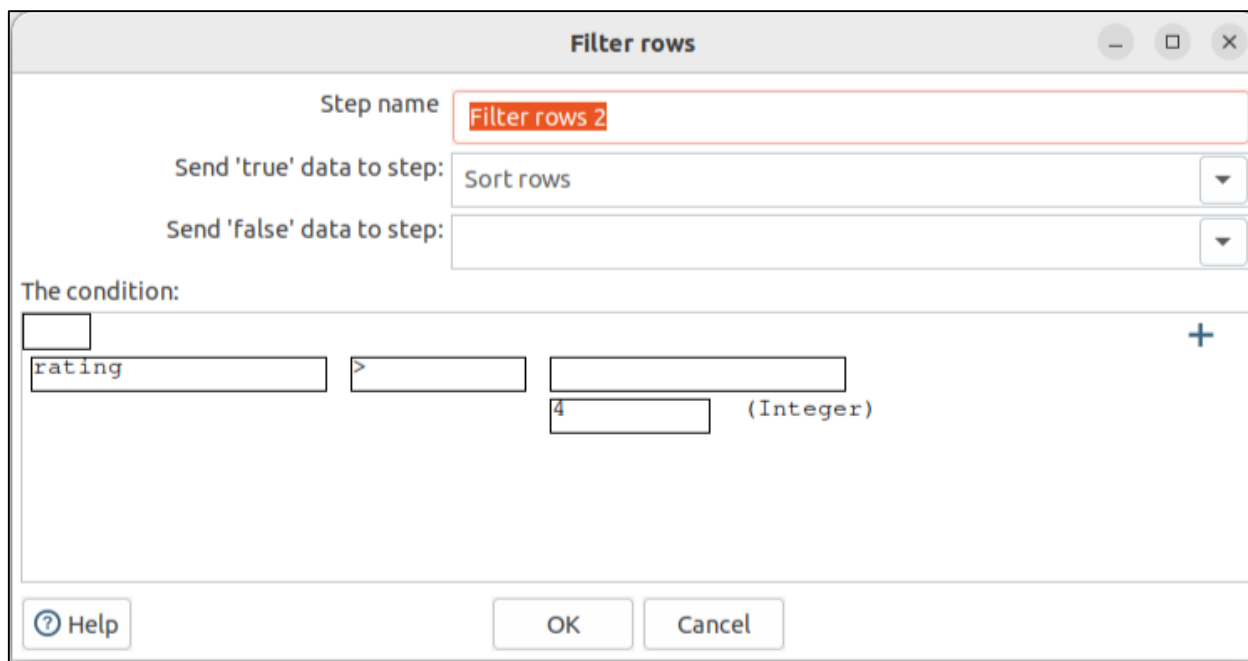 Filter rows
Step name Filter rows 2
Send 'true' data to step: Sort rows
Send 'false' data to step:
The condition:
+
rating > 
4 (Integer)
Help OK Cancel